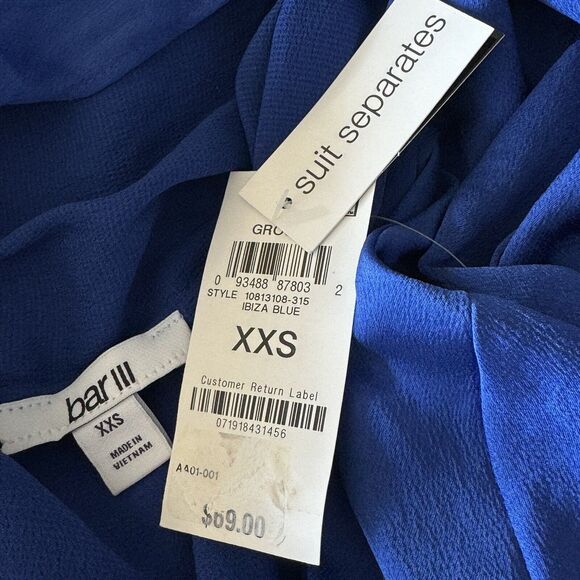 suit separates
GRO
0 93488 87803 2
STYLE 10813108-315
IBIZA BLUE
XXS
Customer Return Label
071918431456
AA01-001
$69.00
bar III
XXS
MADE IN
VIETNAM